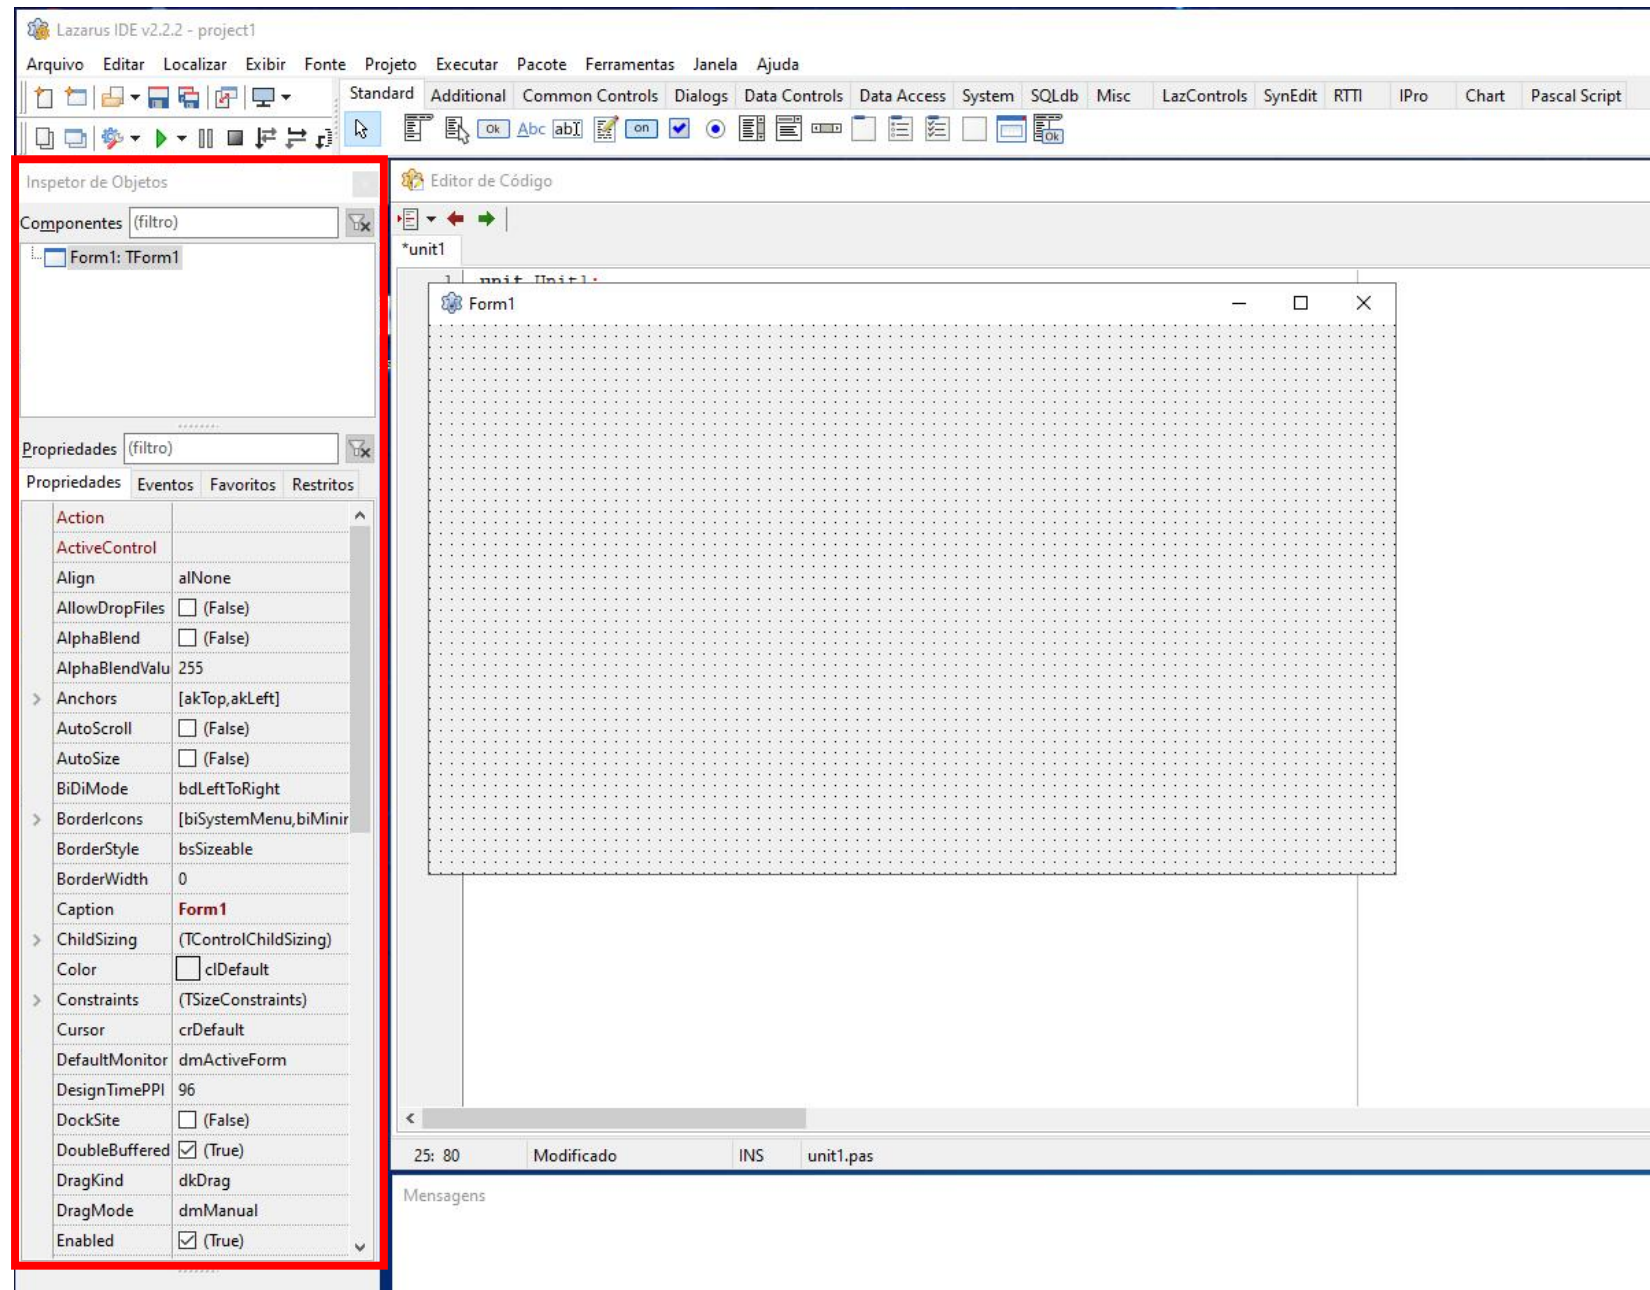 Lazarus IDE v2.2.2 - project1
Arquivo Editar Localizar Exibir Fonte Projeto Executar Pacote Ferramentas Janela Ajuda
Standard Additional Common Controls Dialogs Data Controls Data Access System SQLdb Misc LazControls SynEdit RTTI IPro Chart Pascal Script
Ok Abc abI on Ok
Inspetor de Objetos
Componentes (filtro)
Form1: TForm1
Propriedades (filtro)
Propriedades Eventos Favoritos Restritos
Action
ActiveControl
Align alNone
AllowDropFiles (False)
AlphaBlend (False)
AlphaBlendValu 255
Anchors [akTop,akLeft]
AutoScroll (False)
AutoSize (False)
BiDiMode bdLeftToRight
BorderIcons [biSystemMenu,biMinir
BorderStyle bsSizeable
BorderWidth 0
Caption Form1
ChildSizing (TControlChildSizing)
Color clDefault
Constraints (TSizeConstraints)
Cursor crDefault
DefaultMonitor dmActiveForm
DesignTimePPI 96
DockSite (False)
DoubleBuffered (True)
DragKind dkDrag
DragMode dmManual
Enabled (True)
Editor de Código
*unit1
1 unit Unit1;
Form1
25: 80 Modificado INS unit1.pas
Mensagens